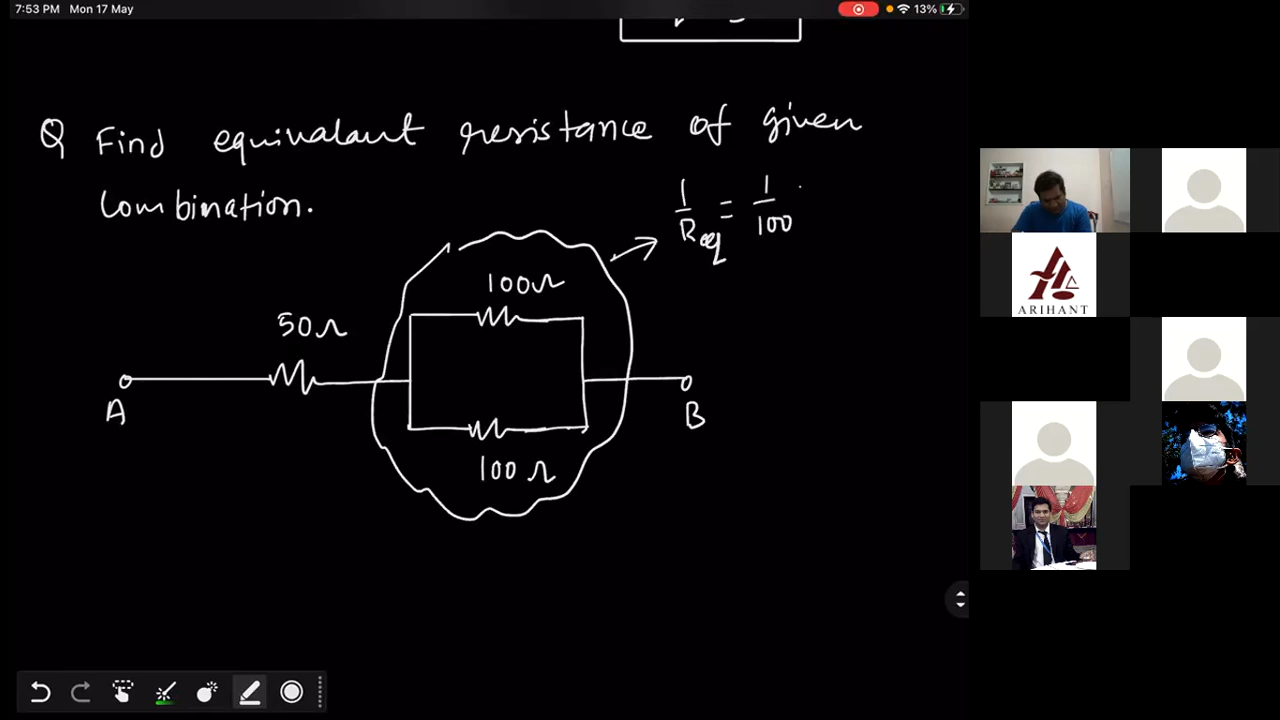 7:53 PM Mon 17 May
13%
Q Find equivalaut resistance of given
combination.
1/Req = 1/100
100Ω
50Ω
A
B
100Ω
ARIHANT